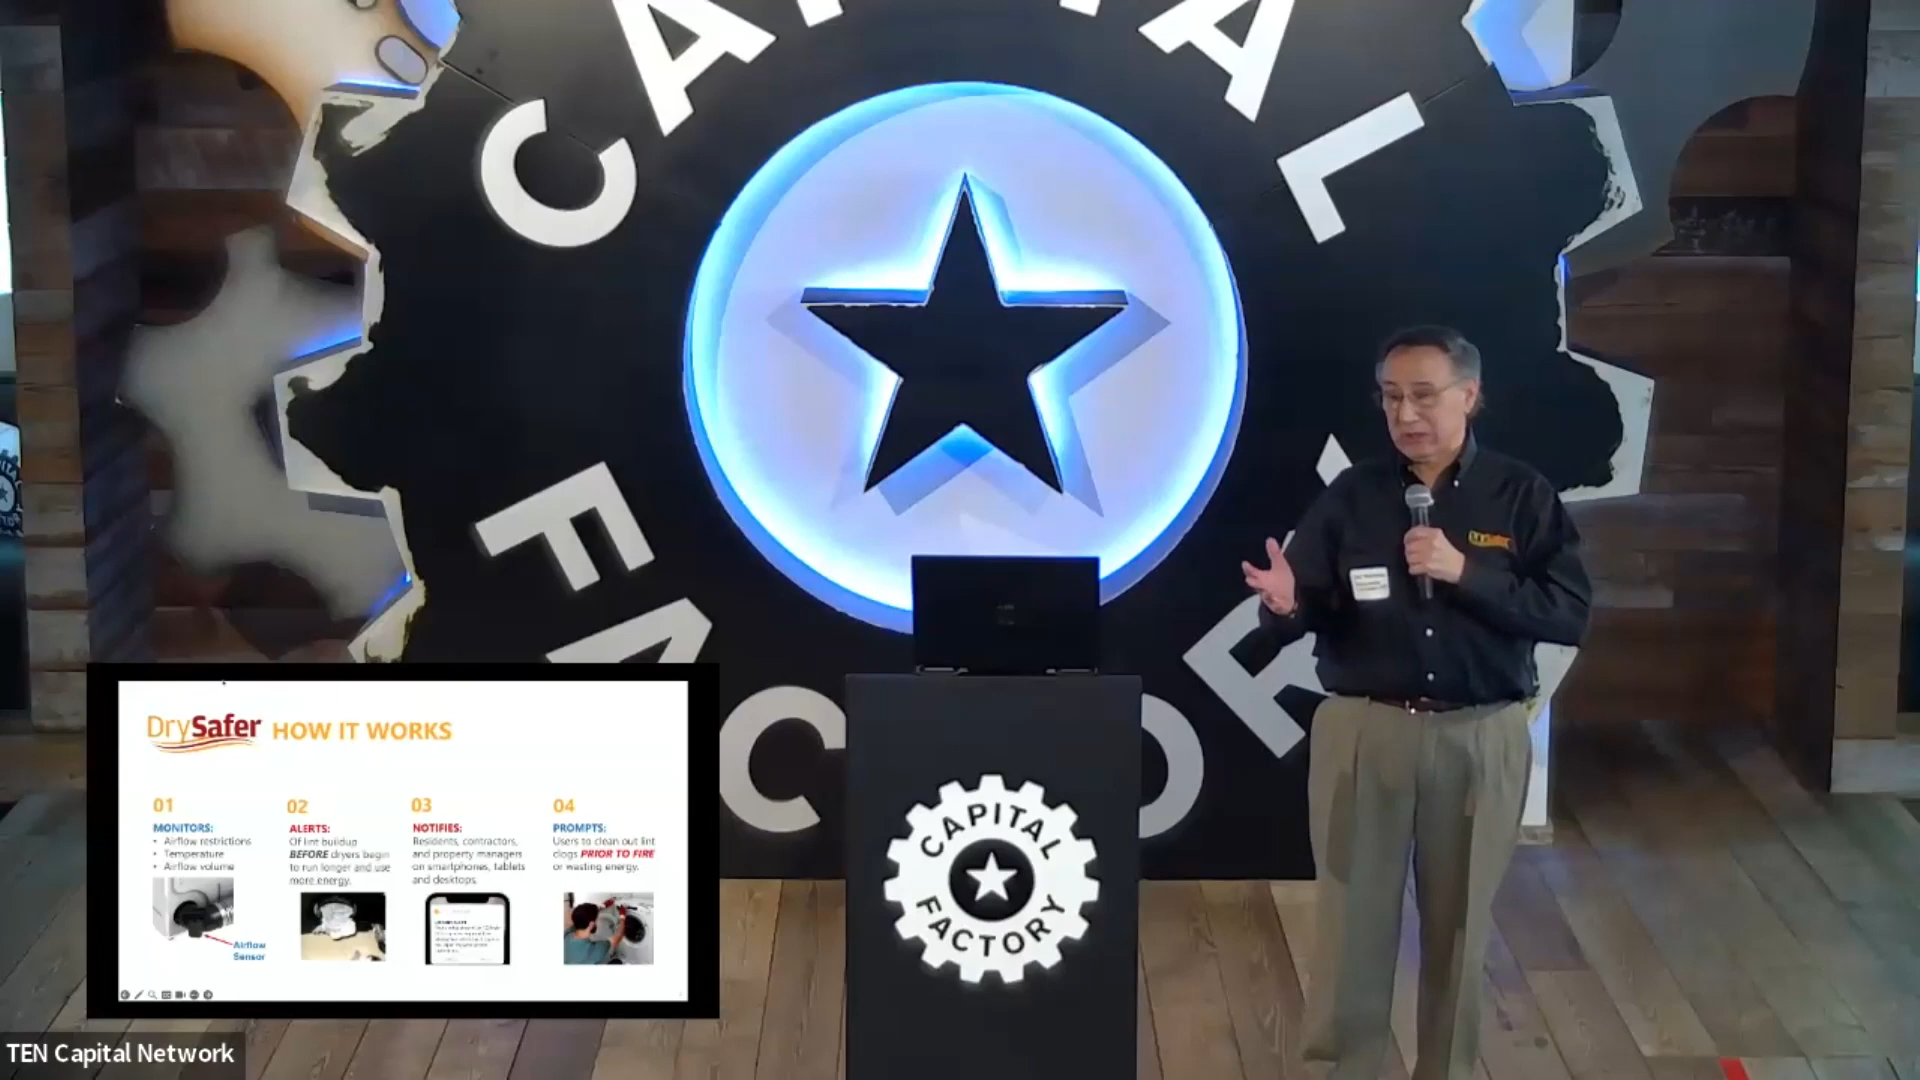 CAPITAL
FACTORY
DrySafer HOW IT WORKS
01
MONITORS:
• Airflow restrictions
• Temperature
• Airflow volume
Airflow
Sensor
02
ALERTS:
Of lint buildup
BEFORE dryers begin
to run longer and use
more energy.
03
NOTIFIES:
Residents, contractors,
and property managers
on smartphones, tablets
and desktops.
04
PROMPTS:
Users to clean out lint
clogs PRIOR TO FIRE
or wasting energy.
CAPITAL
FACTORY
DrySafer
TEN Capital Network